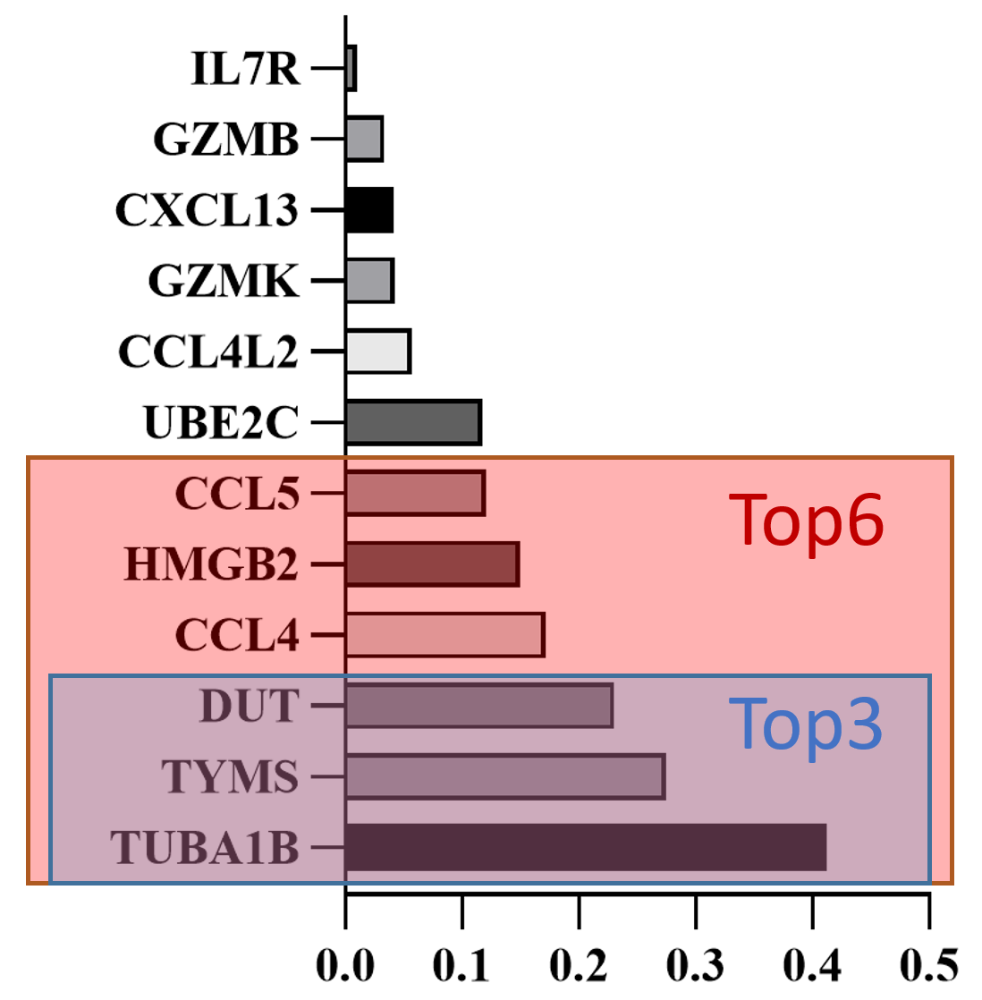 IL7R
GZMB
CXCL13
GZMK
CCL4L2
UBE2C
CCL5
Top6
HMGB2
CCL4
DUT
Top3
TYMS
TUBA1B
0.0 0.1 0.2 0.3 0.4 0.5